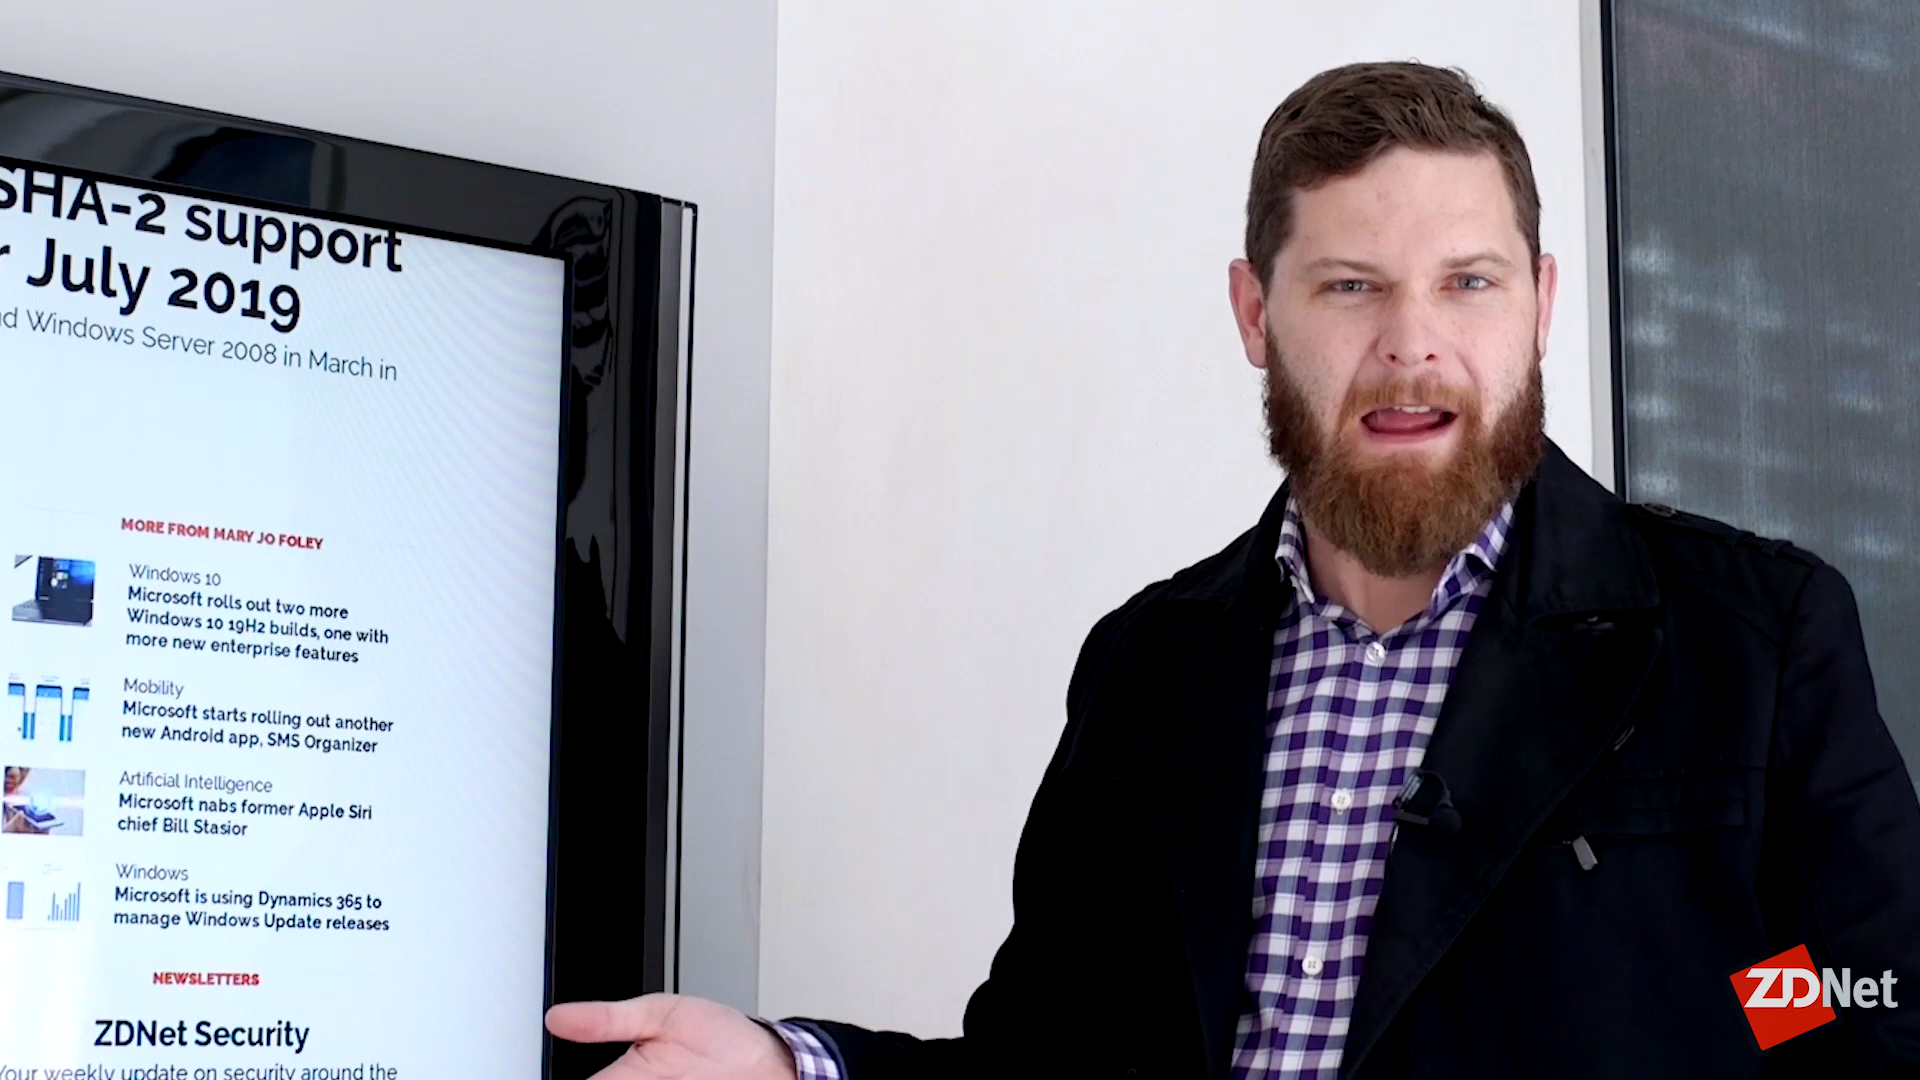 SHA-2 support
July 2019
Windows Server 2008 in March in
MORE FROM MARY JO FOLEY
Windows 10
Microsoft rolls out two more
Windows 10 19H2 builds, one with
more new enterprise features
Mobility
Microsoft starts rolling out another
new Android app, SMS Organizer
Artificial Intelligence
Microsoft nabs former Apple Siri
chief Bill Stasior
Windows
Microsoft is using Dynamics 365 to
manage Windows Update releases
NEWSLETTERS
ZDNet Security
Your weekly update on security around the
ZDNet